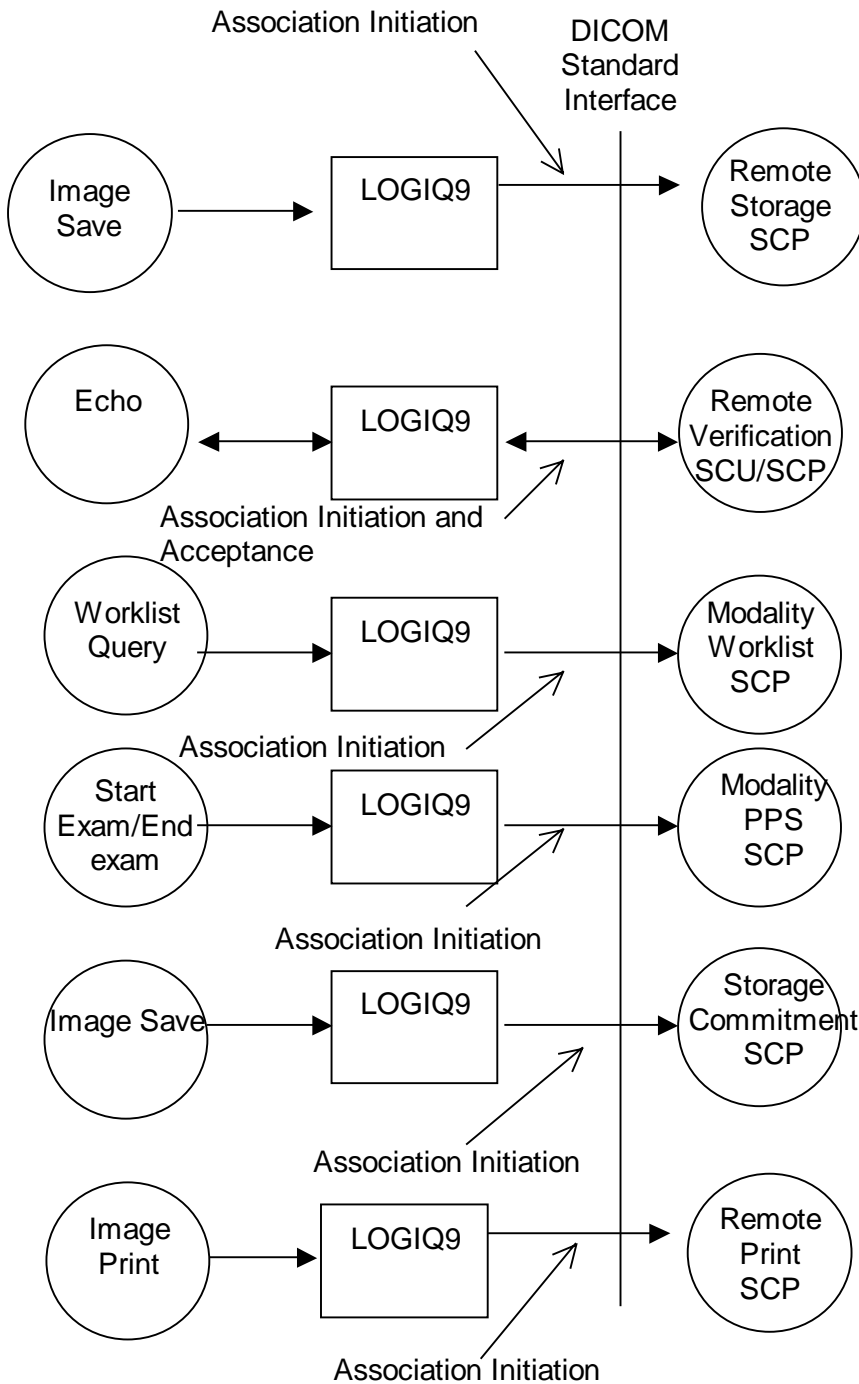 Association Initiation
DICOM
Standard
Interface
Image
Save
LOGIQ9
Remote
Storage
SCP
Echo
LOGIQ9
Remote
Verification
SCU/SCP
Association Initiation and
Acceptance
Worklist
Query
LOGIQ9
Modality
Worklist
SCP
Association Initiation
Start
Exam/End
exam
LOGIQ9
Modality
PPS
SCP
Association Initiation
Image Save
LOGIQ9
Storage
Commitment
SCP
Association Initiation
Image
Print
LOGIQ9
Remote
Print
SCP
Association Initiation